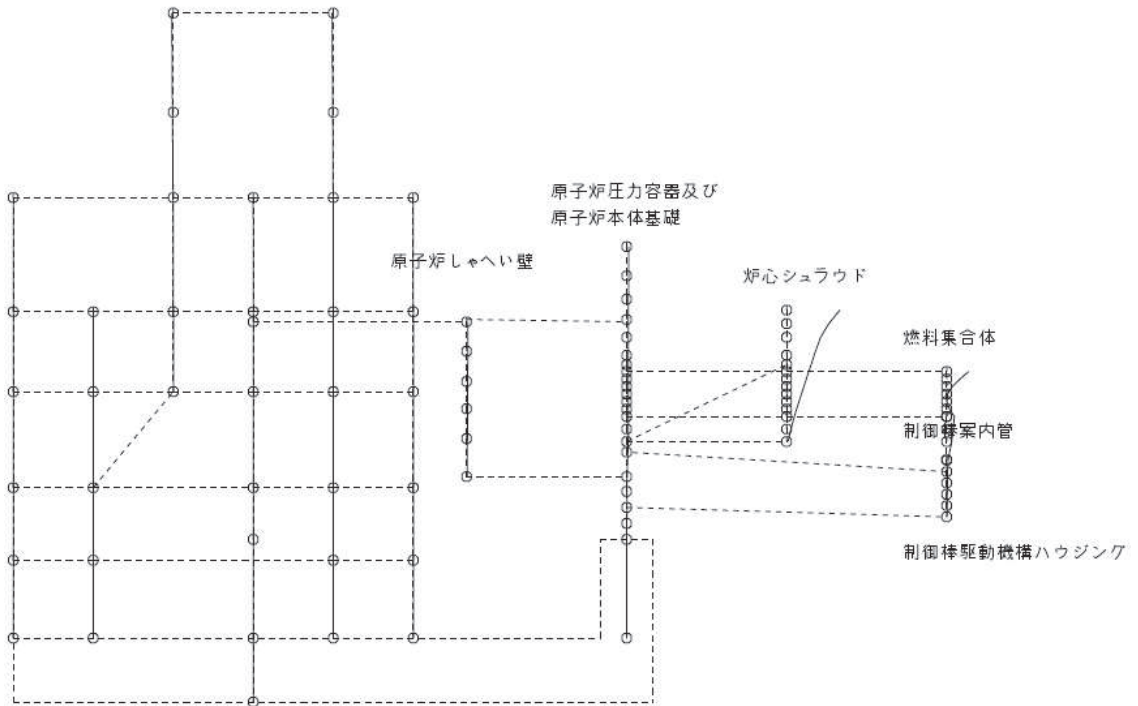 原子炉圧力容器及び
原子炉本体基礎
原子炉しゃへい壁
炉心シュラウド
燃料集合体
制御棒案内管
制御棒駆動機構ハウジング